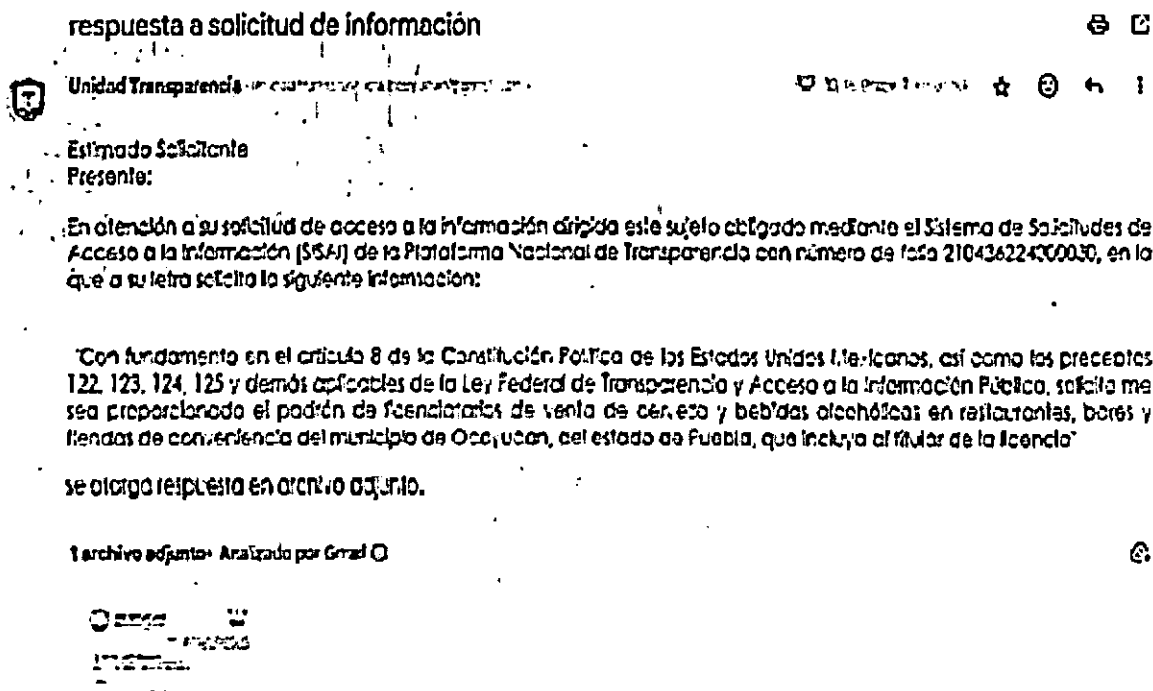 respuesta a solicitud de información
Unidad Transparencia
Estimado Solicitante
Presente:
En atención a su solicitud de acceso a la información dirigida este sujeto obligado mediante el Sistema de Solicitudes de
Acceso a la Información (SISAI) de la Plataforma Nacional de Transparencia con número de folio 210436224000030, en la
que a su letra solicita la siguiente información:
"Con fundamento en el artículo 8 de la Constitución Política de los Estados Unidos Mexicanos, así como los preceptos
122, 123, 124, 125 y demás aplicables de la Ley Federal de Transparencia y Acceso a la Información Pública, solicito me
sea proporcionado el padrón de licenciatarios de venta de cerveza y bebidas alcohólicas en restaurantes, bares y
tiendas de conveniencia del municipio de Ocoyucan, del estado de Puebla, que incluya al titular de la licencia"
se otorga respuesta en archivo adjunto.
1 archivo adjunto • Analizado por Gmail